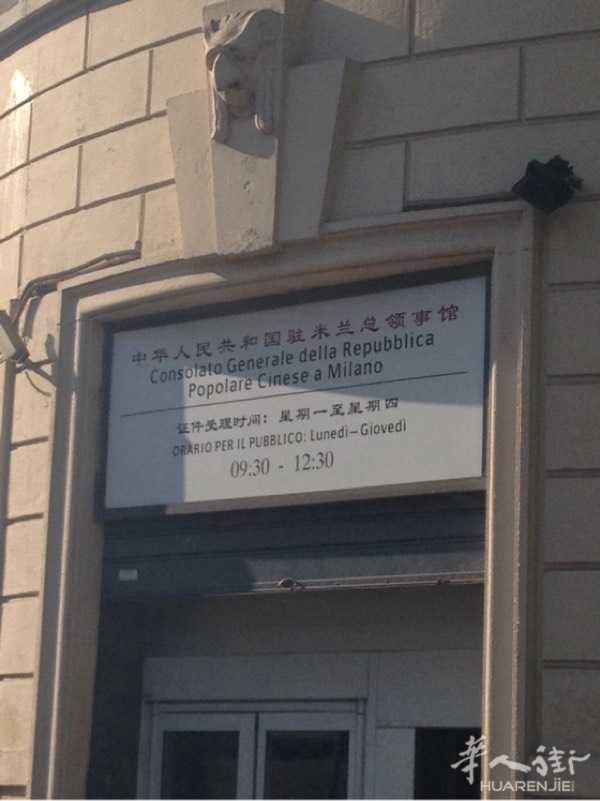 中华人民共和国驻米兰总领事馆
Consolato Generale della Repubblica
Popolare Cinese a Milano
证件受理时间：星期一至星期四
ORARIO PER IL PUBBLICO: Lunedì – Giovedì
09:30 - 12:30
华人街
HUARENJIE